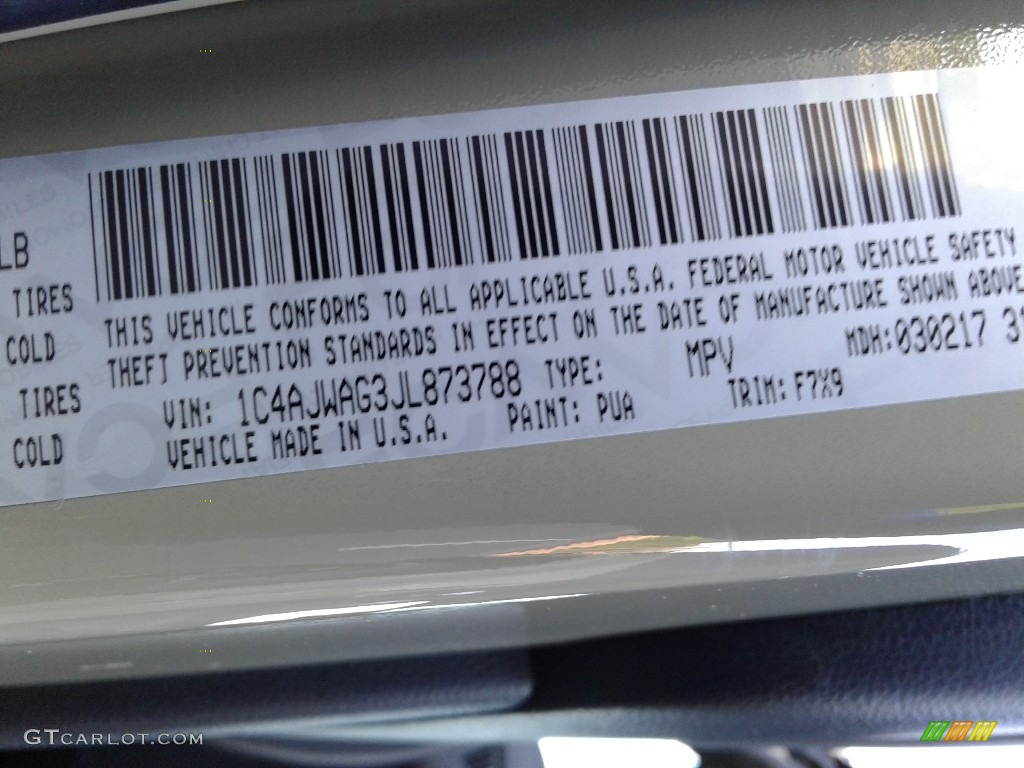 LB
TIRES
COLD
TIRES
COLD
THIS VEHICLE CONFORMS TO ALL APPLICABLE U.S.A. FEDERAL MOTOR VEHICLE SAFETY
THEFT PREVENTION STANDARDS IN EFFECT ON THE DATE OF MANUFACTURE SHOWN ABOVE
VIN: 1C4AJWAG3JL873788 TYPE: MPV MDH:030217 31
VEHICLE MADE IN U.S.A. PAINT: PUA TRIM: F7X9
GTCARLOT.COM